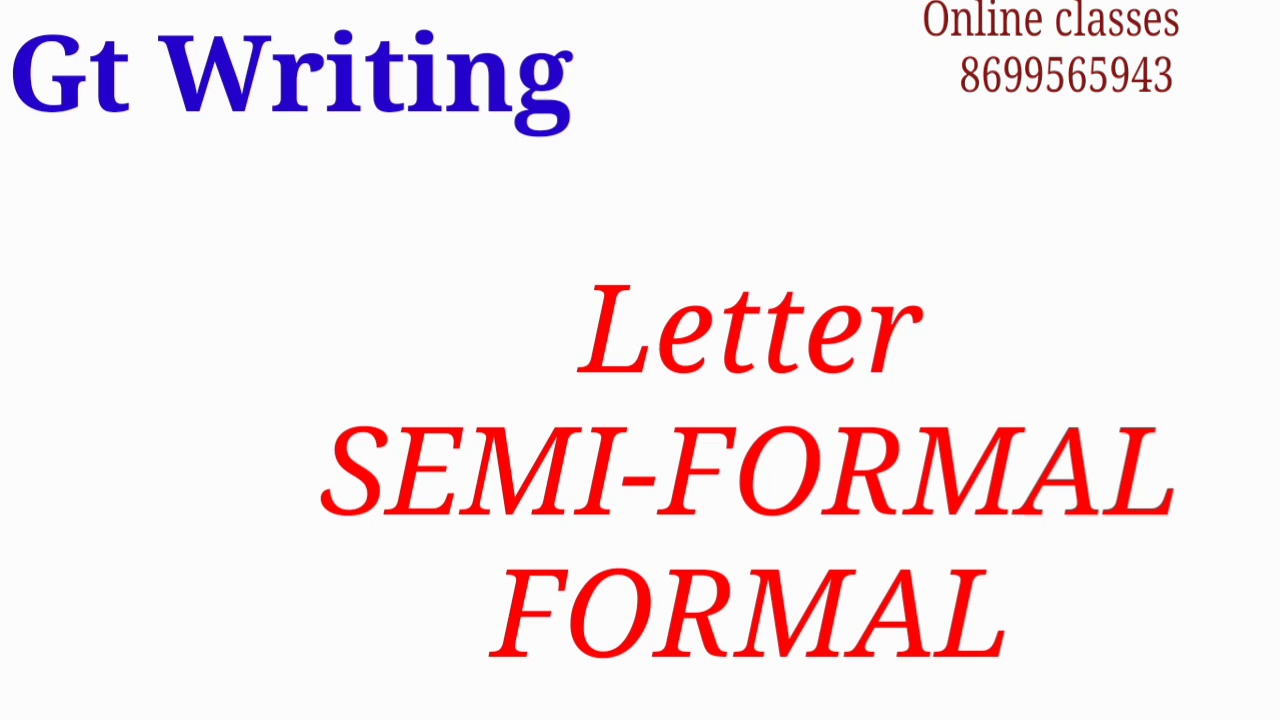 Gt Writing
Online classes
8699565943
Letter
SEMI-FORMAL
FORMAL